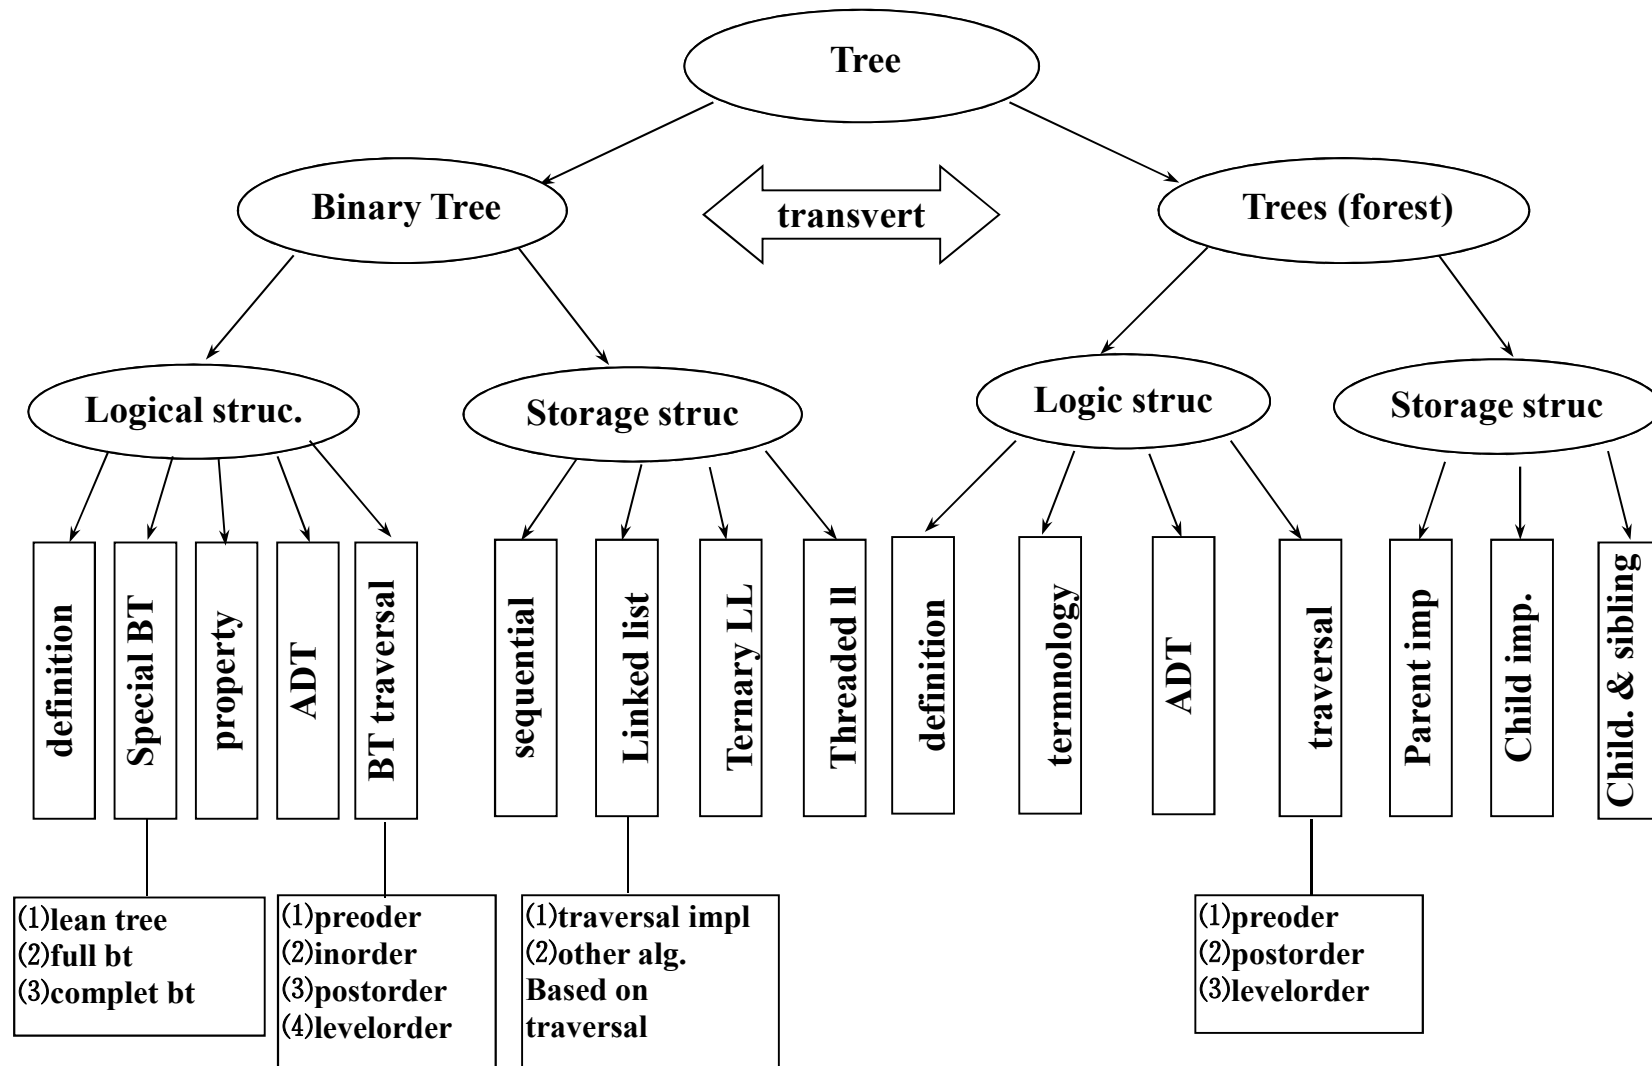 Tree
Binary Tree
transvert
Trees (forest)
Logical struc.
Storage struc
Logic struc
Storage struc
definition
Special BT
property
ADT
BT traversal
sequential
Linked list
Ternary LL
Threaded ll
definition
termnology
ADT
traversal
Parent imp
Child imp.
Child. & sibling
⑴lean tree
⑵full bt
⑶complet bt
⑴preoder
⑵inorder
⑶postorder
⑷levelorder
⑴traversal impl
⑵other alg.
Based on
traversal
⑴preoder
⑵postorder
⑶levelorder